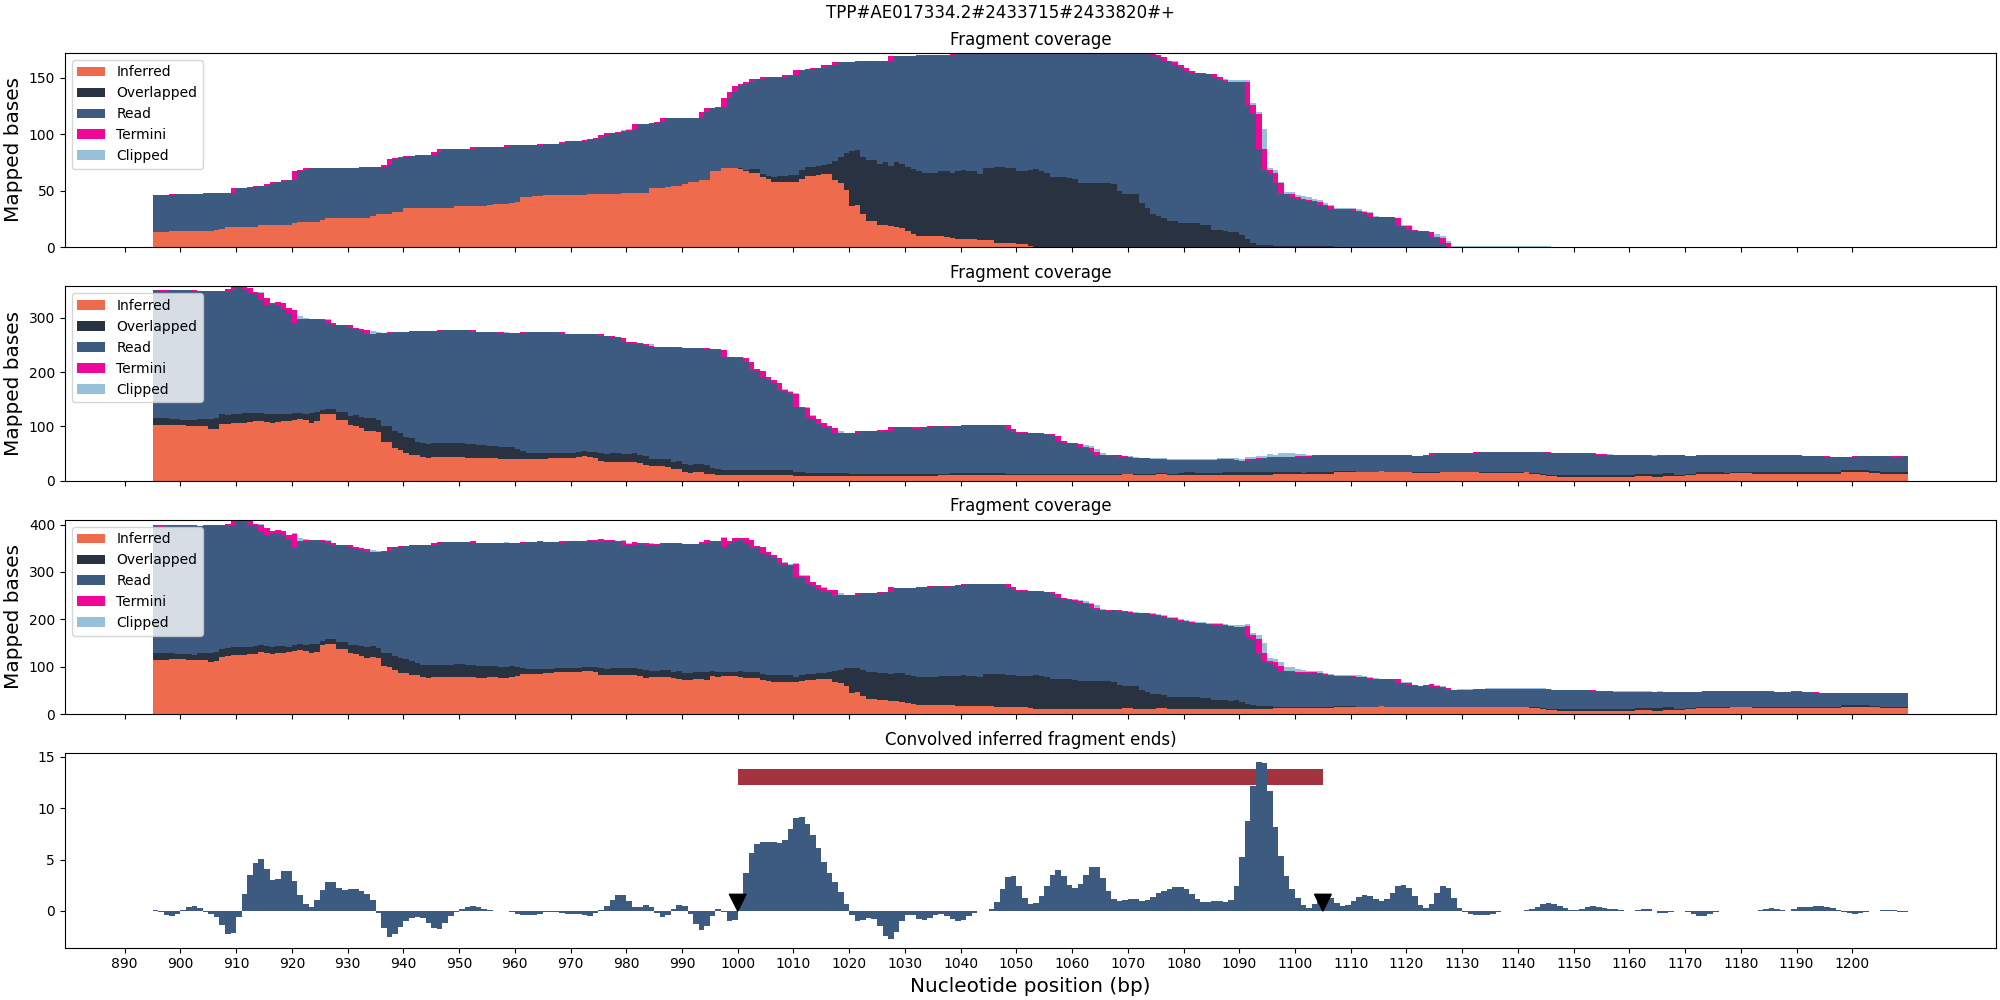 TPP#AE017334.2#2433715#2433820#+
Fragment coverage
Mapped bases
150
100
50
0
Inferred
Overlapped
Read
Termini
Clipped
Fragment coverage
Mapped bases
300
200
100
0
Inferred
Overlapped
Read
Termini
Clipped
Fragment coverage
Mapped bases
400
300
200
100
0
Inferred
Overlapped
Read
Termini
Clipped
Convolved inferred fragment ends)
15
10
5
0
890 900 910 920 930 940 950 960 970 980 990 1000 1010 1020 1030 1040 1050 1060 1070 1080 1090 1100 1110 1120 1130 1140 1150 1160 1170 1180 1190 1200
Nucleotide position (bp)